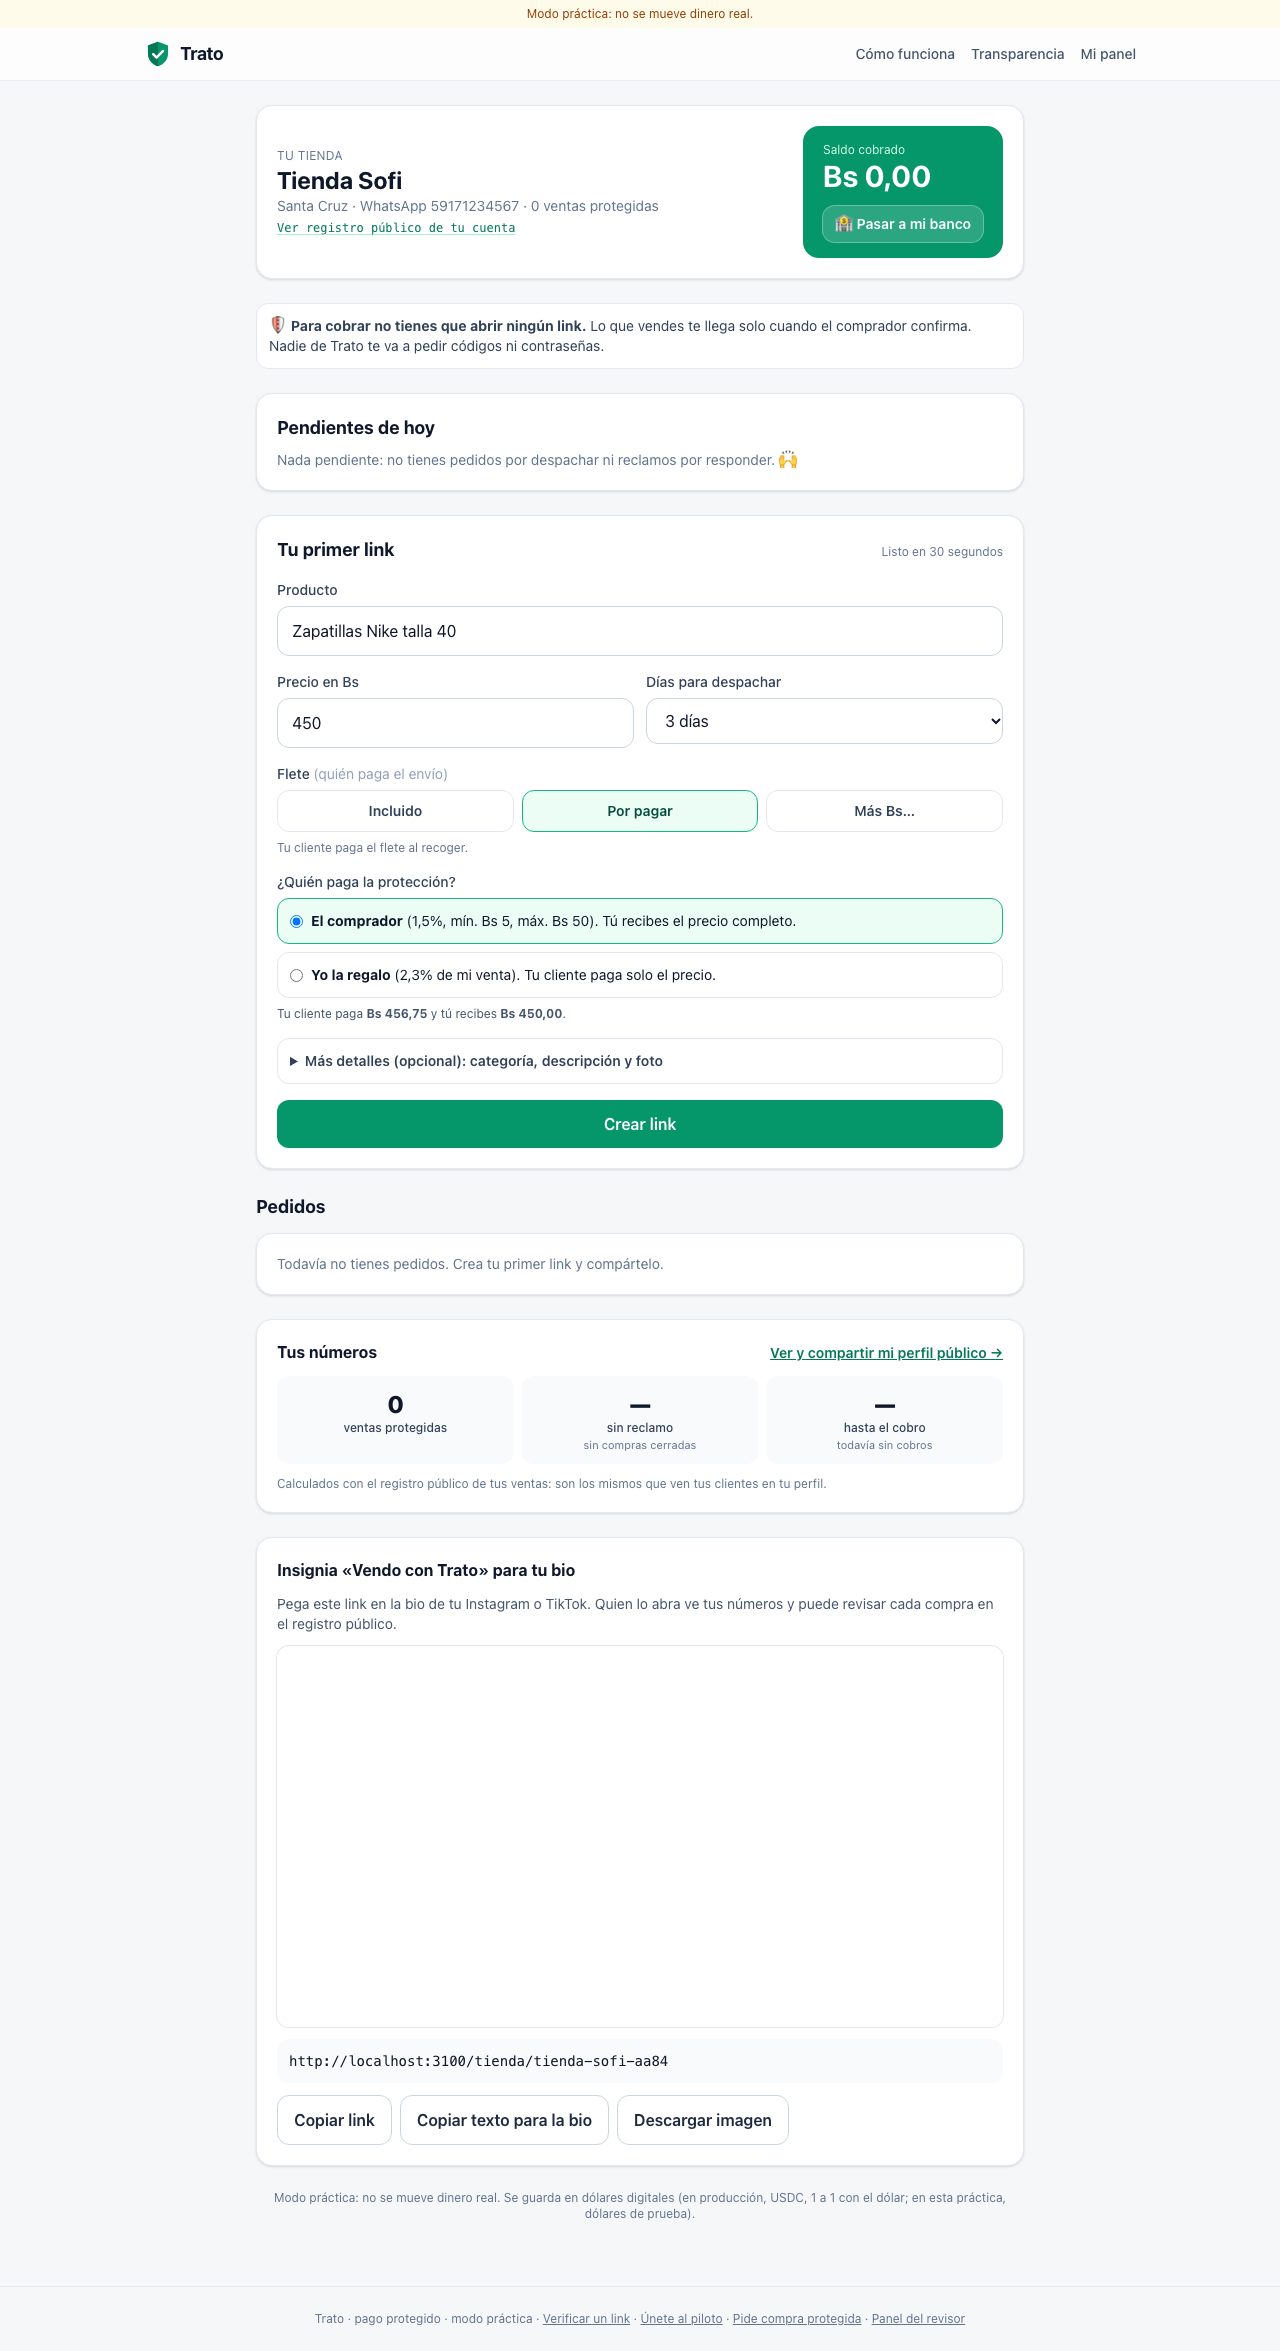 Modo práctica: no se mueve dinero real.
Trato
Cómo funciona Transparencia Mi panel
TU TIENDA
Tienda Sofi
Santa Cruz · WhatsApp 59171234567 · 0 ventas protegidas
Ver registro público de tu cuenta
Saldo cobrado
Bs 0,00
Pasar a mi banco
Para cobrar no tienes que abrir ningún link. Lo que vendes te llega solo cuando el comprador confirma.
Nadie de Trato te va a pedir códigos ni contraseñas.
Pendientes de hoy
Nada pendiente: no tienes pedidos por despachar ni reclamos por responder. 🙌
Tu primer link
Listo en 30 segundos
Producto
Zapatillas Nike talla 40
Precio en Bs
Días para despachar
450
3 días
Flete (quién paga el envío)
Incluido
Por pagar
Más Bs...
Tu cliente paga el flete al recoger.
¿Quién paga la protección?
El comprador (1,5%, mín. Bs 5, máx. Bs 50). Tú recibes el precio completo.
Yo la regalo (2,3% de mi venta). Tu cliente paga solo el precio.
Tu cliente paga Bs 456,75 y tú recibes Bs 450,00.
Más detalles (opcional): categoría, descripción y foto
Crear link
Pedidos
Todavía no tienes pedidos. Crea tu primer link y compártelo.
Tus números
Ver y compartir mi perfil público →
0
ventas protegidas
—
sin reclamo
sin compras cerradas
—
hasta el cobro
todavía sin cobros
Calculados con el registro público de tus ventas: son los mismos que ven tus clientes en tu perfil.
Insignia «Vendo con Trato» para tu bio
Pega este link en la bio de tu Instagram o TikTok. Quien lo abra ve tus números y puede revisar cada compra en
el registro público.
http://localhost:3100/tienda/tienda-sofi-aa84
Copiar link
Copiar texto para la bio
Descargar imagen
Modo práctica: no se mueve dinero real. Se guarda en dólares digitales (en producción, USDC, 1 a 1 con el dólar; en esta práctica,
dólares de prueba).
Trato · pago protegido · modo práctica · Verificar un link · Únete al piloto · Pide compra protegida · Panel del revisor